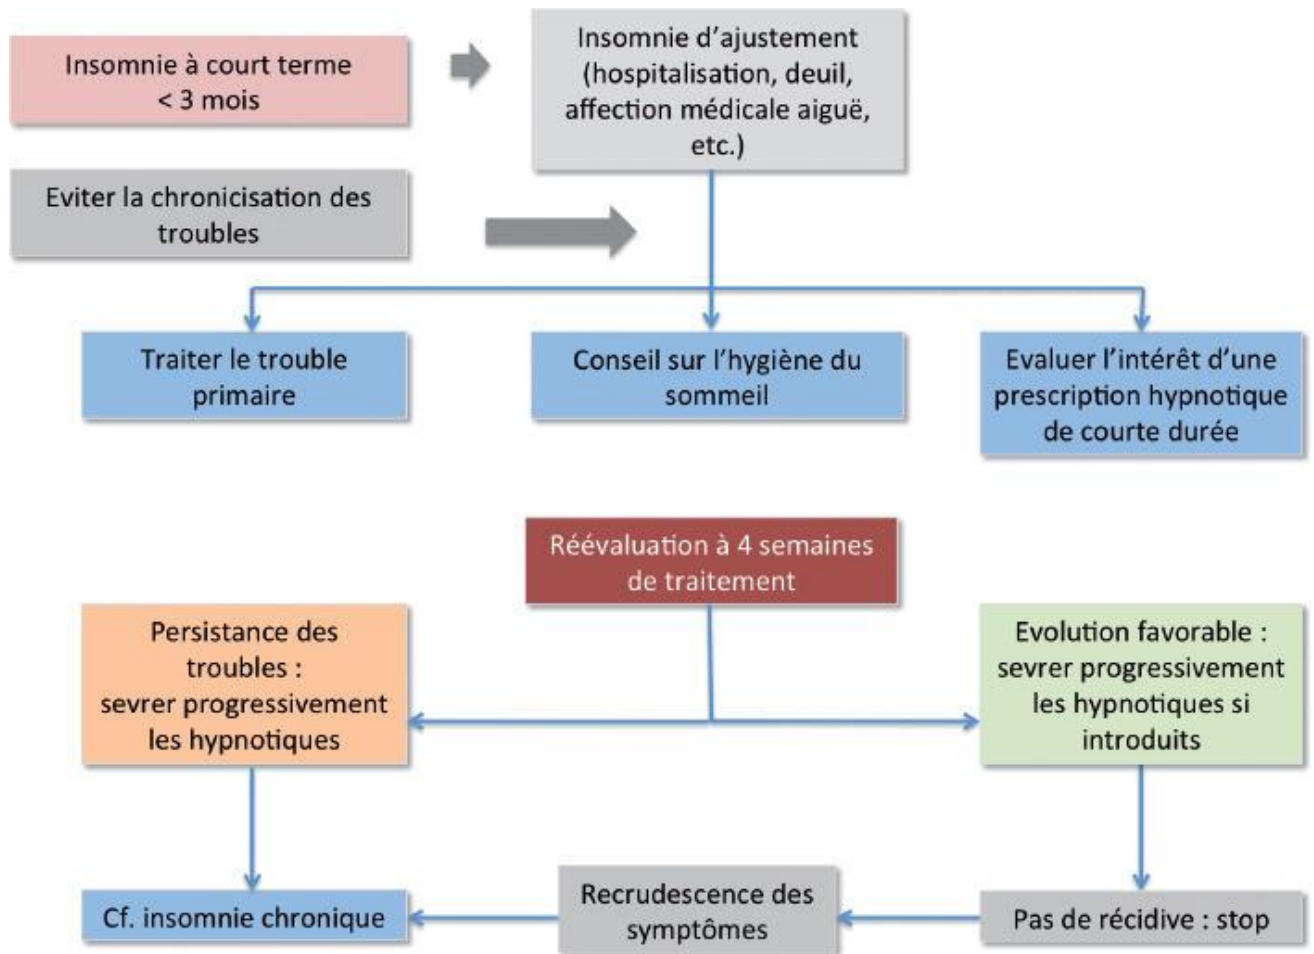 Insomnie à court terme
< 3 mois
Insomnie d'ajustement
(hospitalisation, deuil,
affection médicale aiguë,
etc.)
Eviter la chronicisation des
troubles
Traiter le trouble
primaire
Conseil sur l'hygiène du
sommeil
Evaluer l'intérêt d'une
prescription hypnotique
de courte durée
Réévaluation à 4 semaines
de traitement
Persistance des
troubles :
sevrer progressivement
les hypnotiques
Evolution favorable :
sevrer progressivement
les hypnotiques si
introduits
Cf. insomnie chronique
Recrudescence des
symptômes
Pas de récidive : stop